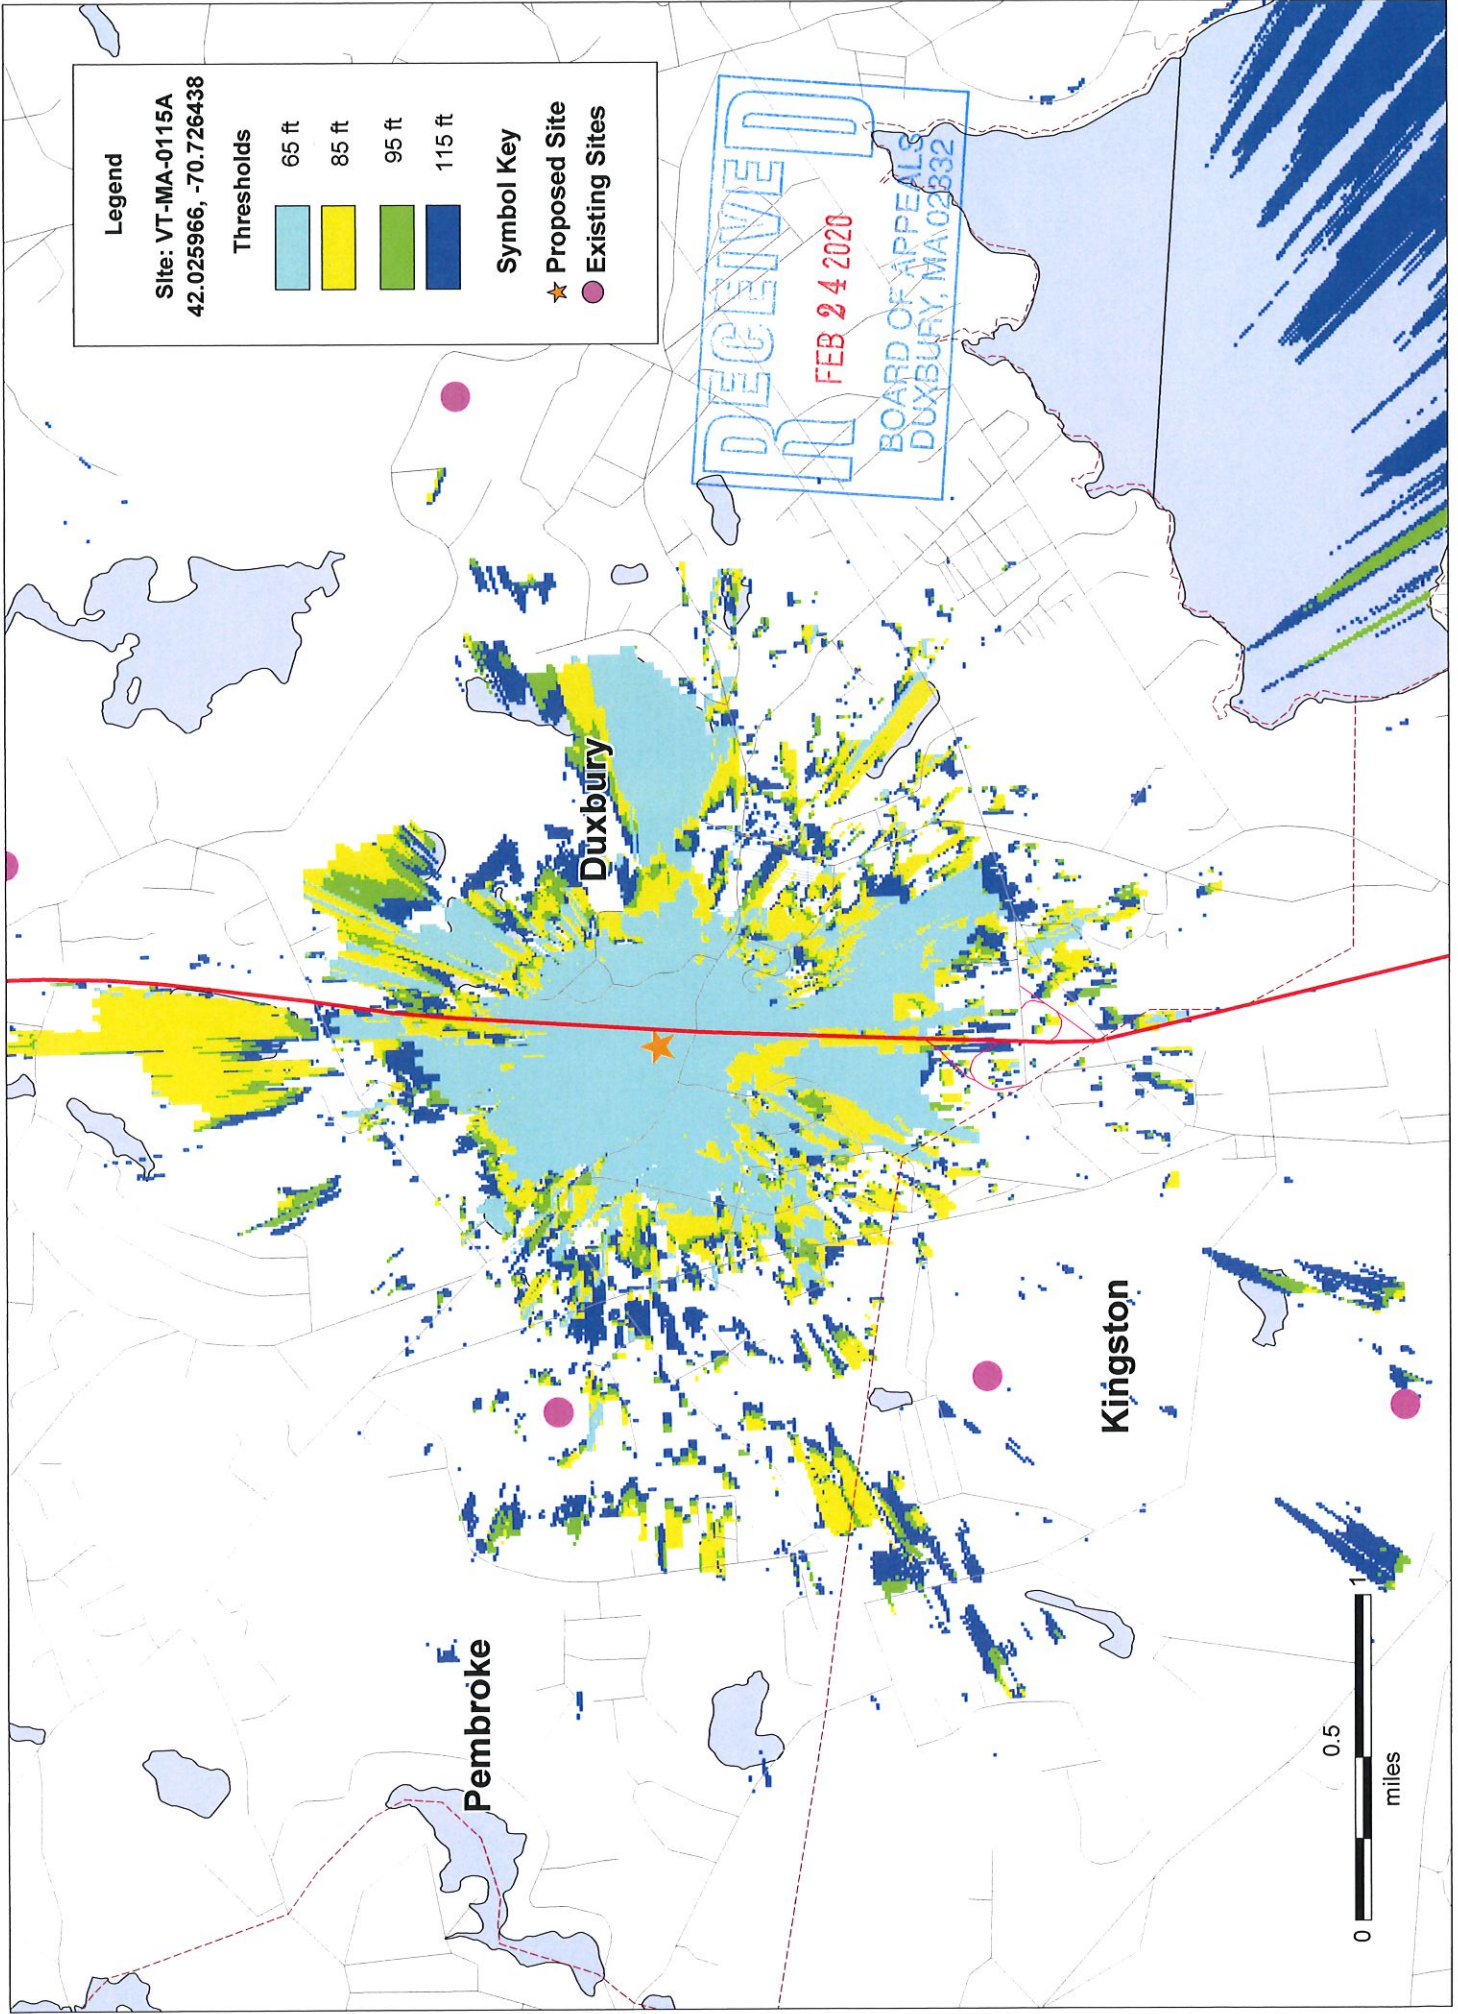 Legend
SIte: VT-MA-0115A
42.0259966, -70.726438
Thresholds
65 ft
85 ft
95 ft
115 ft
Symbol Key
Proposed Site
Existing Sites
RECEIVED
FEB 24 2020
BOARD OF APPEALS
DUXBURY, MA 02332
Duxbury
Pembroke
Kingston
0
0.5
1
miles